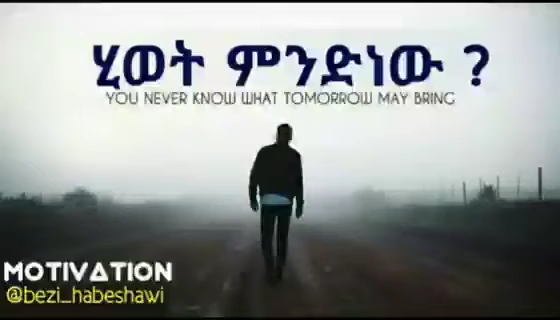 ሂወት ምንድነው ?
YOU NEVER KNOW WHAT TOMORROW MAY BRING
MOTIVATION
@bezi_habeshawi